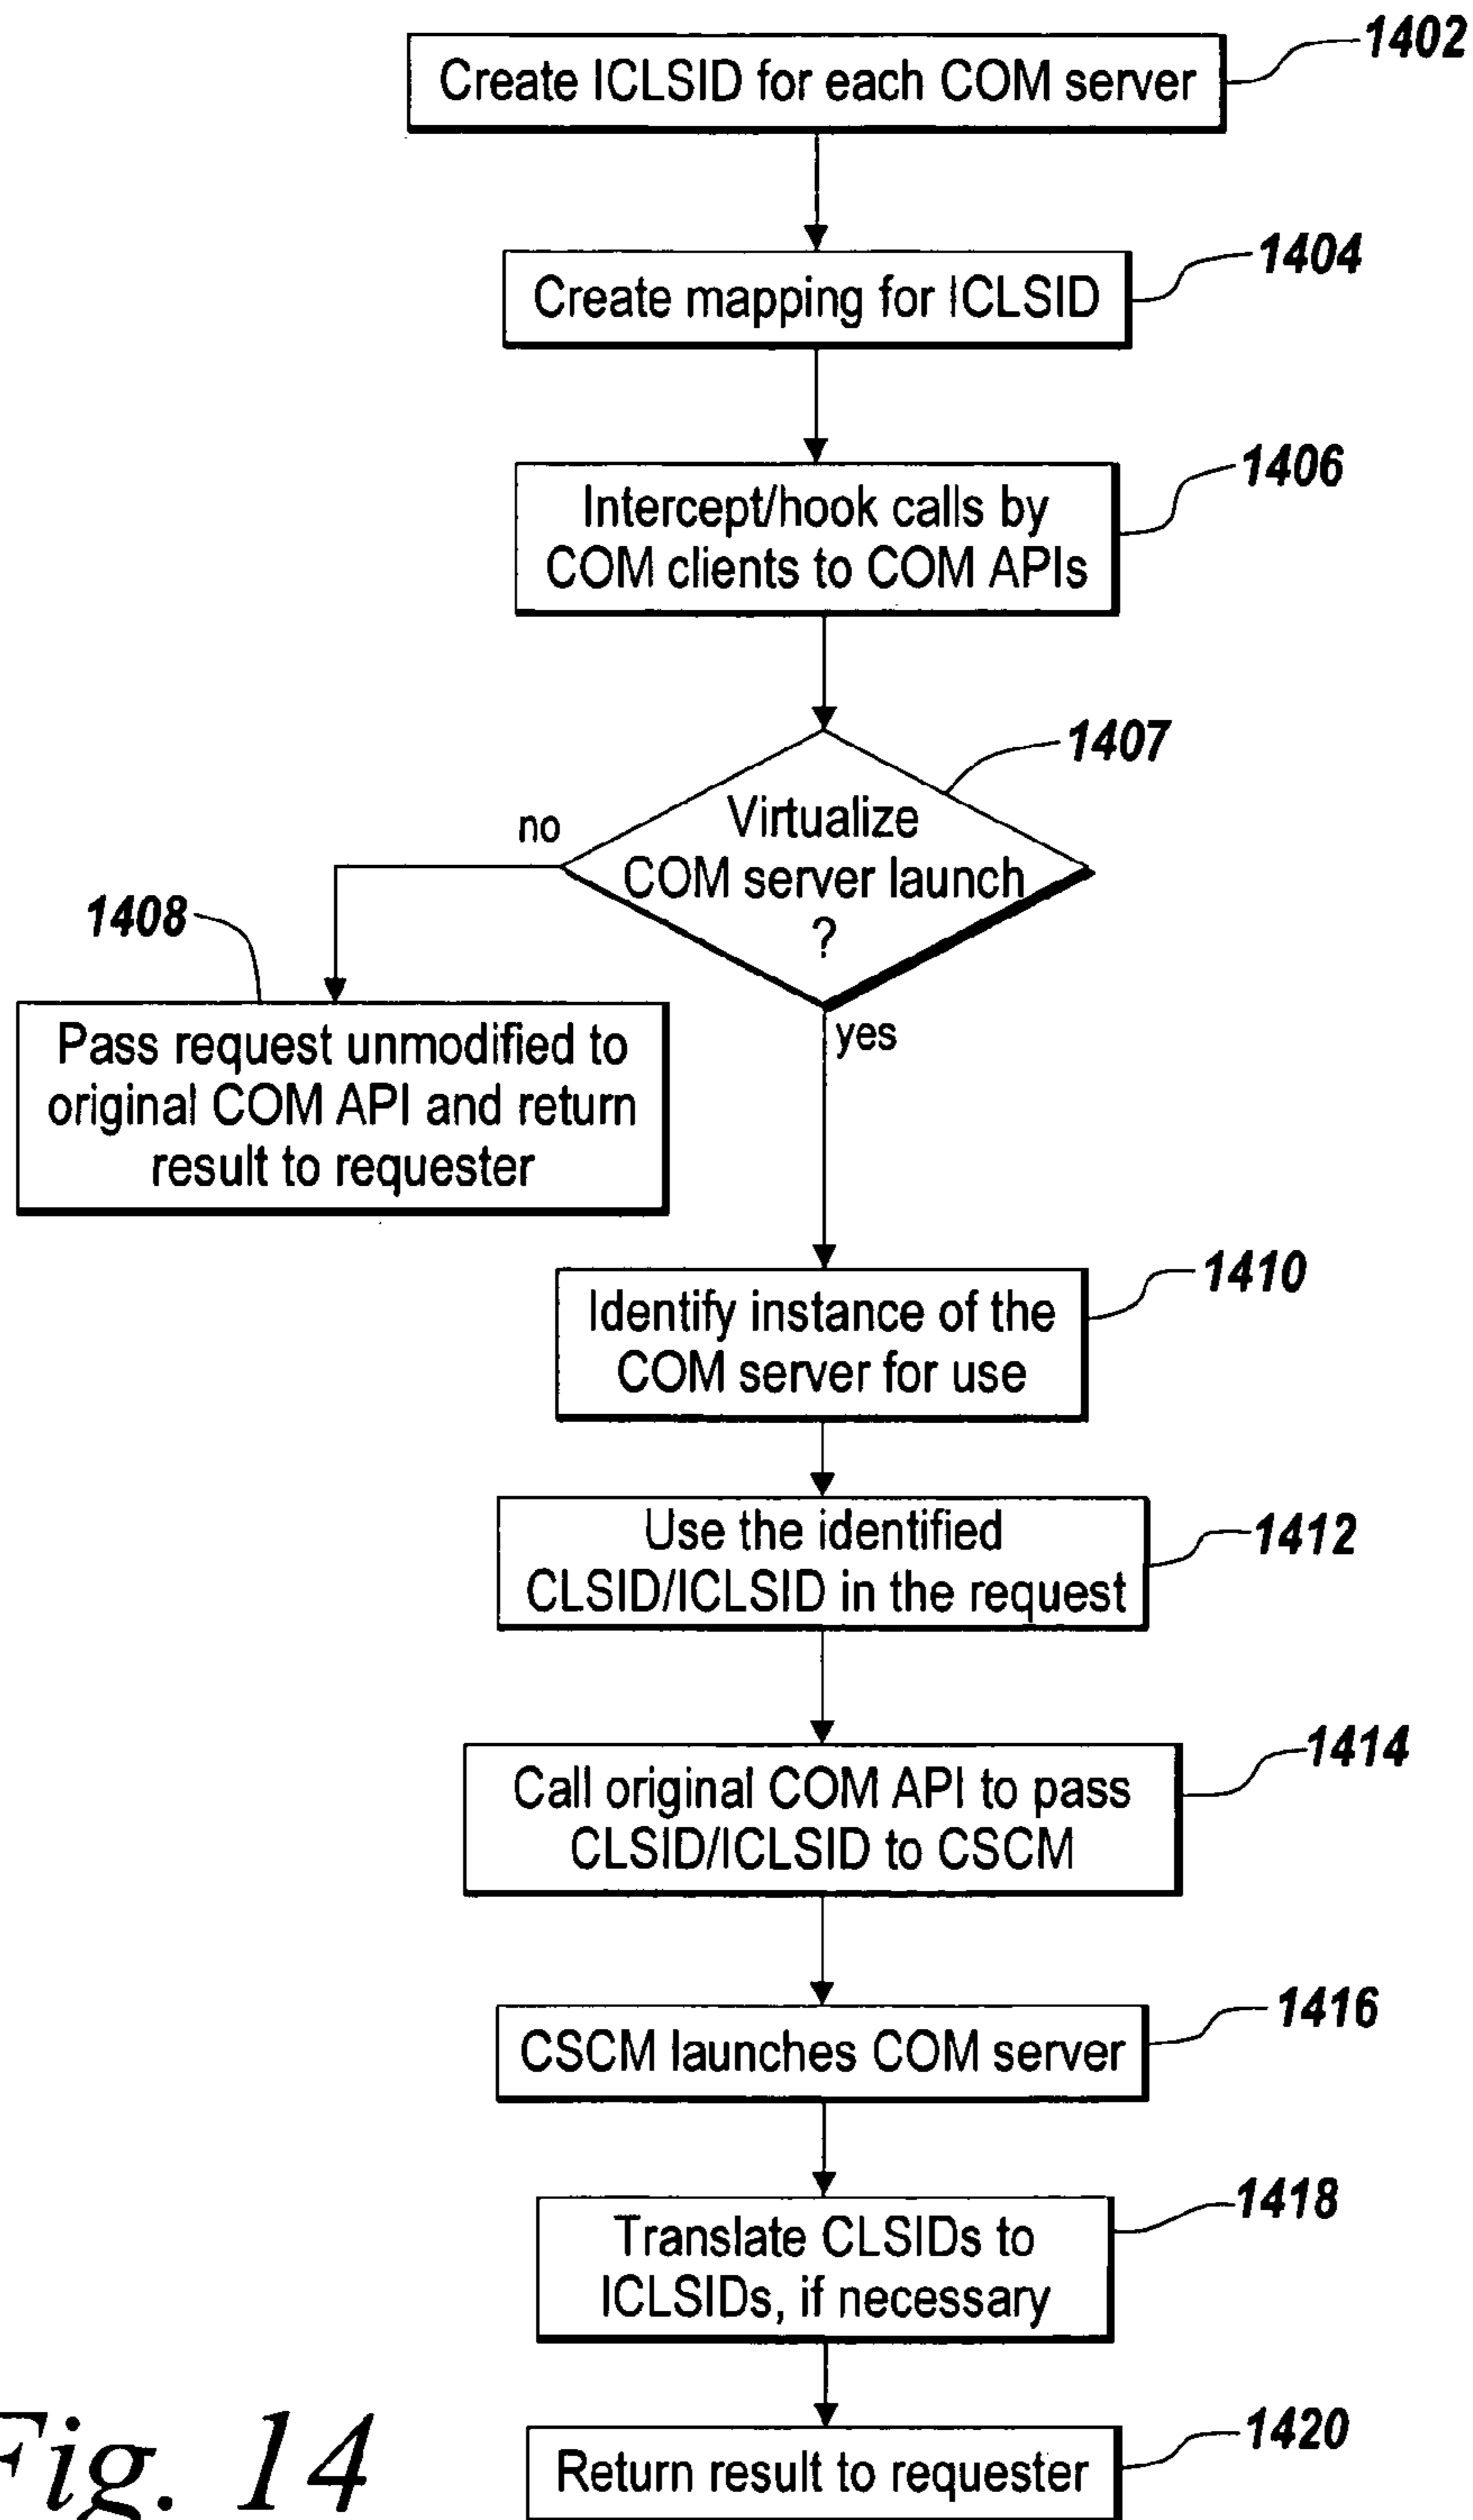 1402
Create ICLSID for each COM server
1404
Create mapping for ICLSID
1406
Intercept/hook calls by
COM clients to COM APIs
1407
Virtualize
COM server launch
?
no
yes
1408
Pass request unmodified to
original COM API and return
result to requester
1410
Identify instance of the
COM server for use
1412
Use the identified
CLSID/ICLSID in the request
1414
Call original COM API to pass
CLSID/ICLSID to CSCM
1416
CSCM launches COM server
1418
Translate CLSIDs to
ICLSIDs, if necessary
1420
Return result to requester
Fig. 14